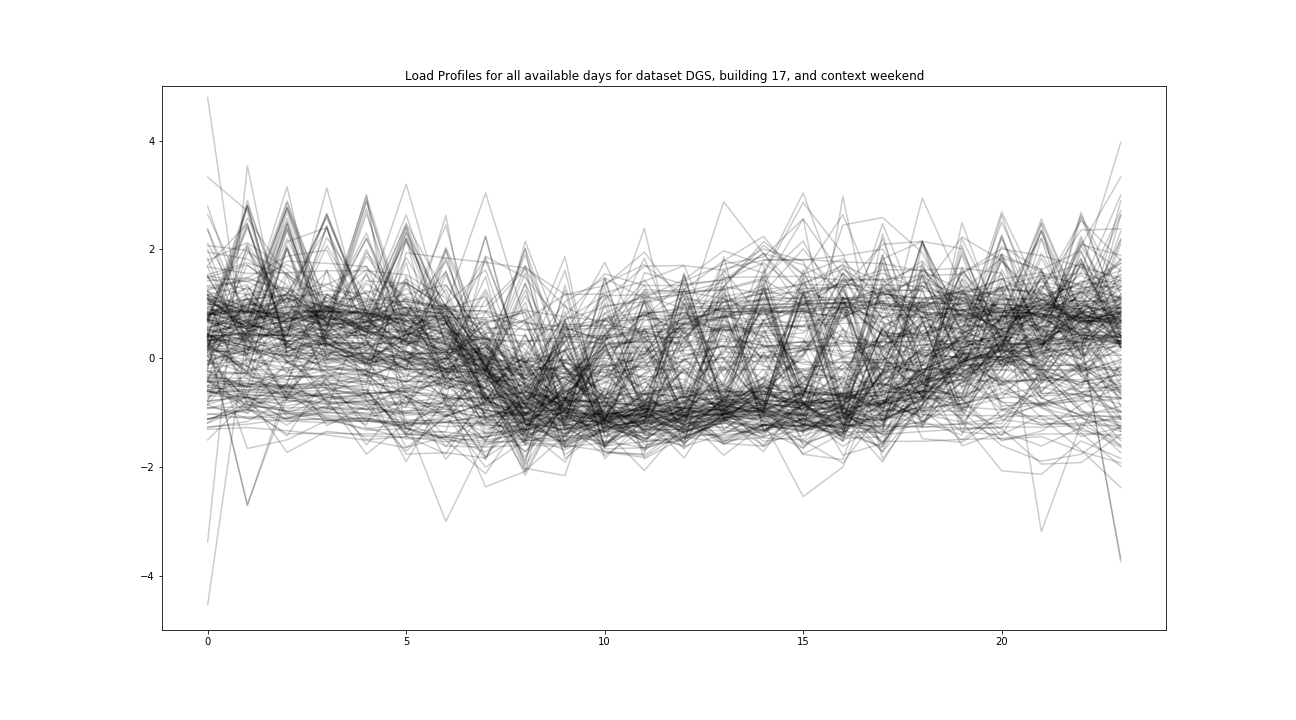 Load Profiles for all available days for dataset DGS, building 17, and context weekend
4
2
0
−2
−4
0 5 10 15 20